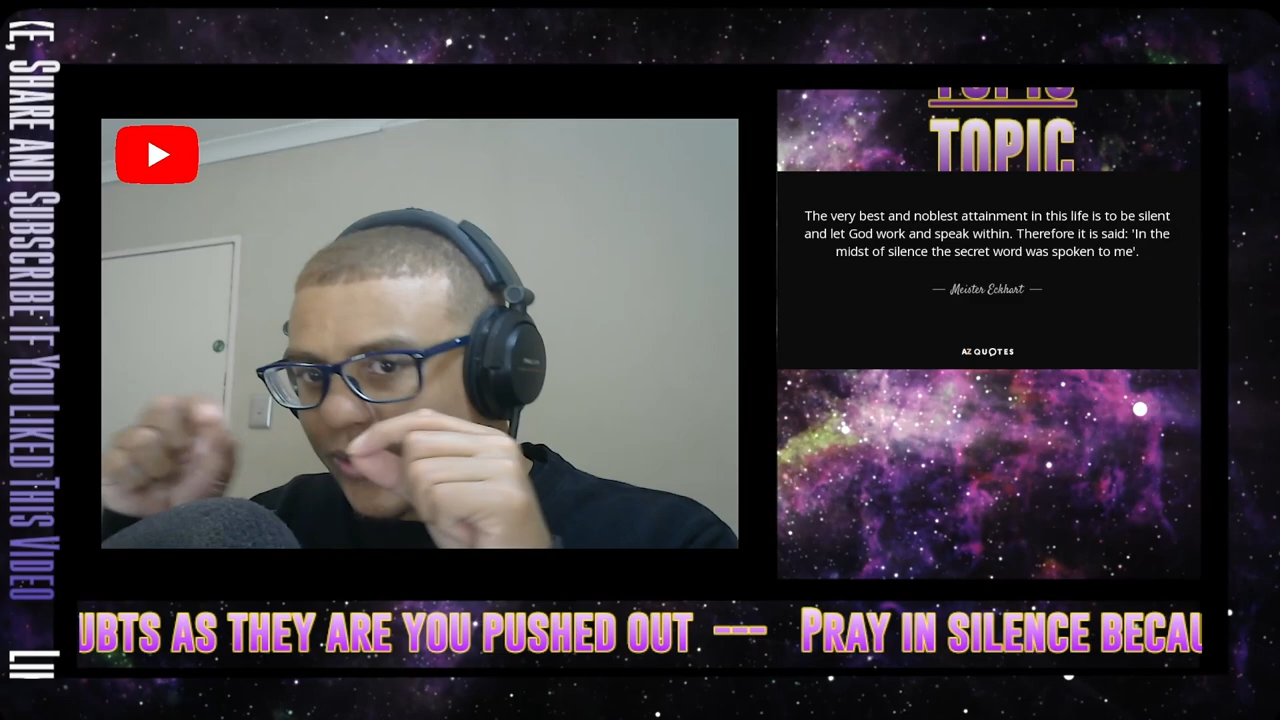 KE, SHARE AND SUBSCRIBE IF YOU LIKED THIS VIDEO
TOPIC
TOPIC
The very best and noblest attainment in this life is to be silent
and let God work and speak within. Therefore it is said: 'In the
midst of silence the secret word was spoken to me'.
— Meister Eckhart —
AZ QUOTES
UBTS AS THEY ARE YOU PUSHED OUT --- PRAY IN SILENCE BECAU